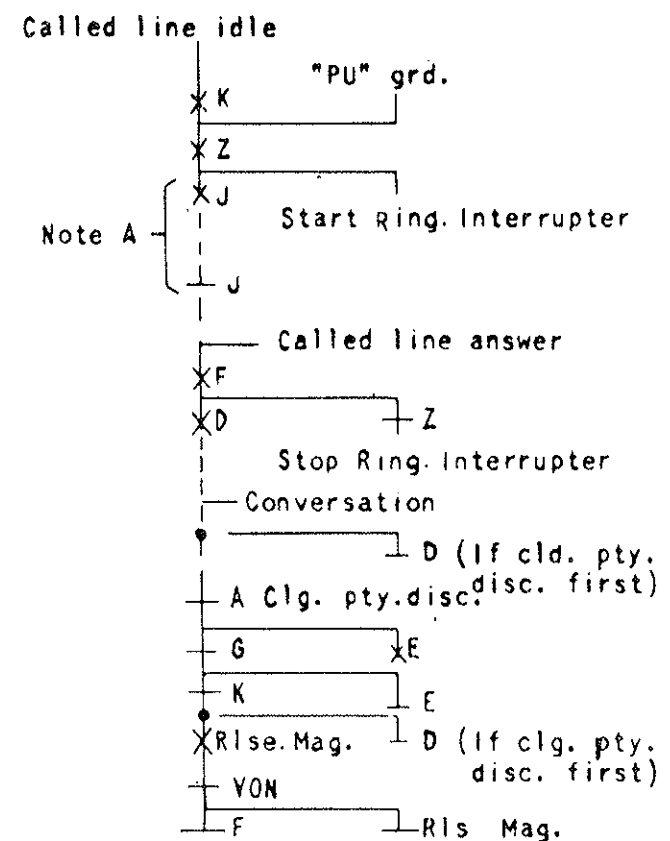 Called line idle
"PU" grd.
K
Z
J
Start Ring. Interrupter
Note A
J
Called line answer
F
D
Z
Stop Ring. Interrupter
Conversation
D (If cld. pty.
disc. first)
A Clg. pty. disc.
G
E
K
E
Rlse. Mag.
D (If clg. pty.
disc. first)
VON
F
Rls Mag.